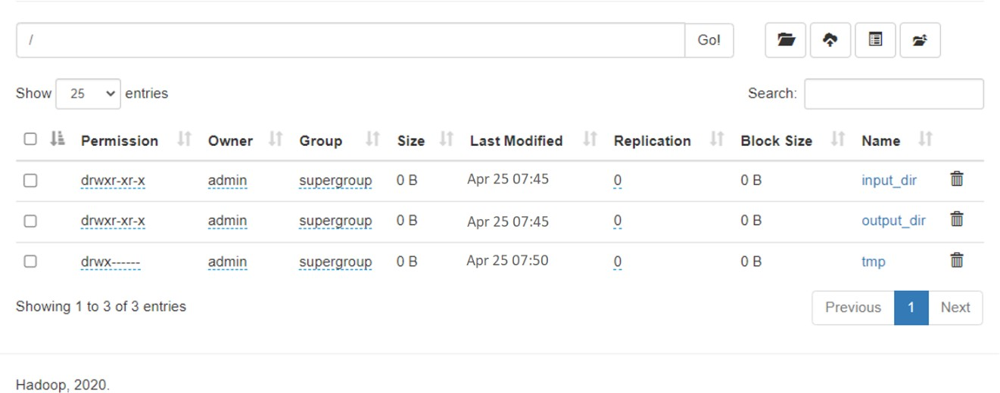 / Go!
Show 25 entries Search:
Permission Owner Group Size Last Modified Replication Block Size Name
drwxr-xr-x admin supergroup 0 B Apr 25 07:45 0 0 B input_dir
drwxr-xr-x admin supergroup 0 B Apr 25 07:45 0 0 B output_dir
drwx------ admin supergroup 0 B Apr 25 07:50 0 0 B tmp
Showing 1 to 3 of 3 entries Previous 1 Next
Hadoop, 2020.